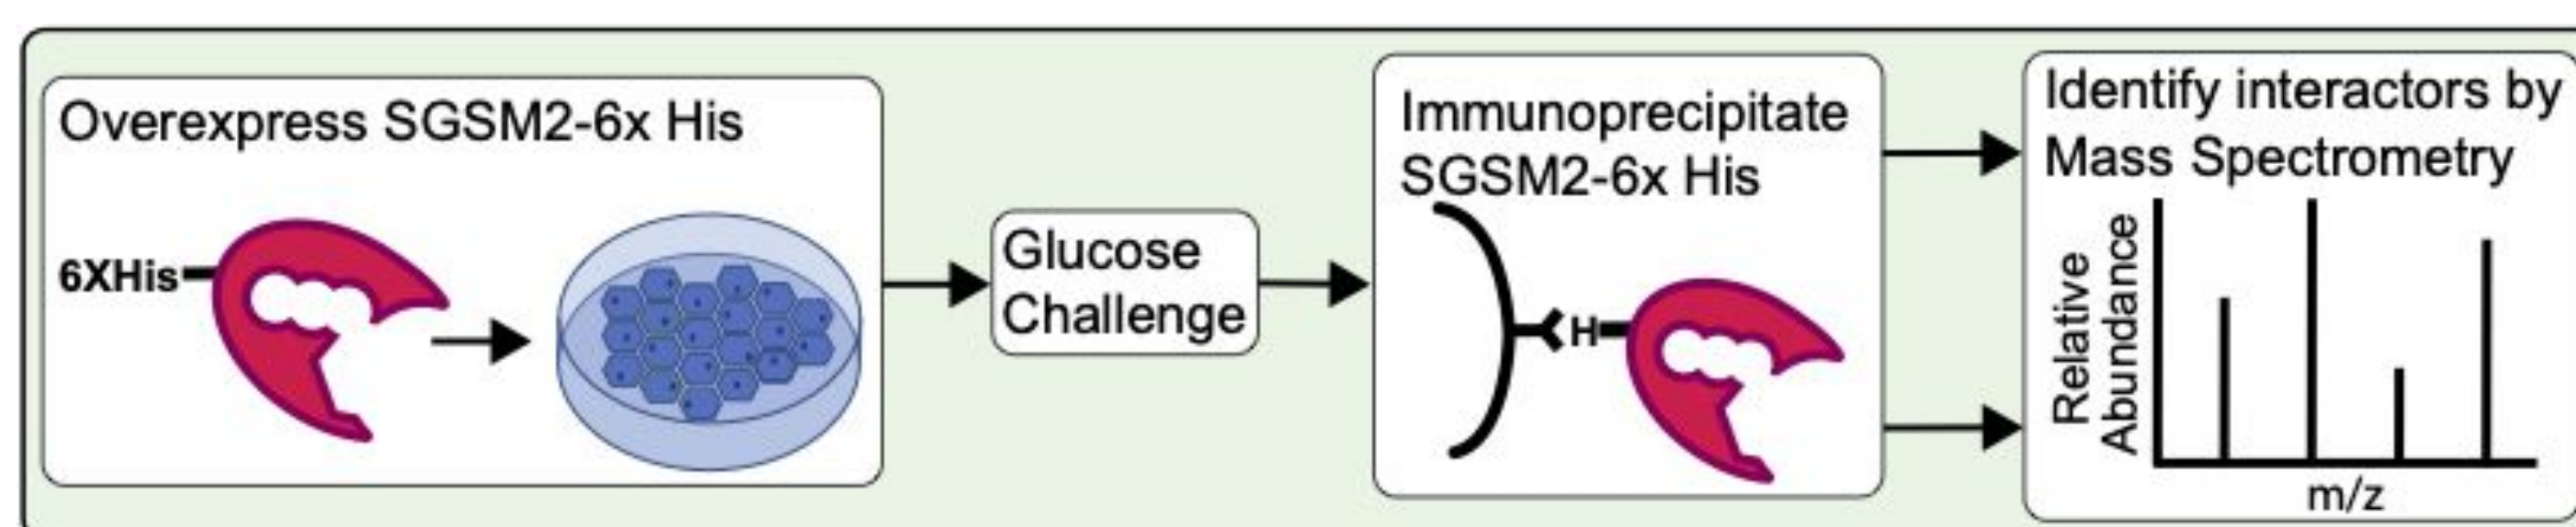 Overexpress SGSM2-6x His
6XHis
Glucose
Challenge
Immunoprecipitate
SGSM2-6x His
H
Identify interactors by
Mass Spectrometry
Relative
Abundance
m/z